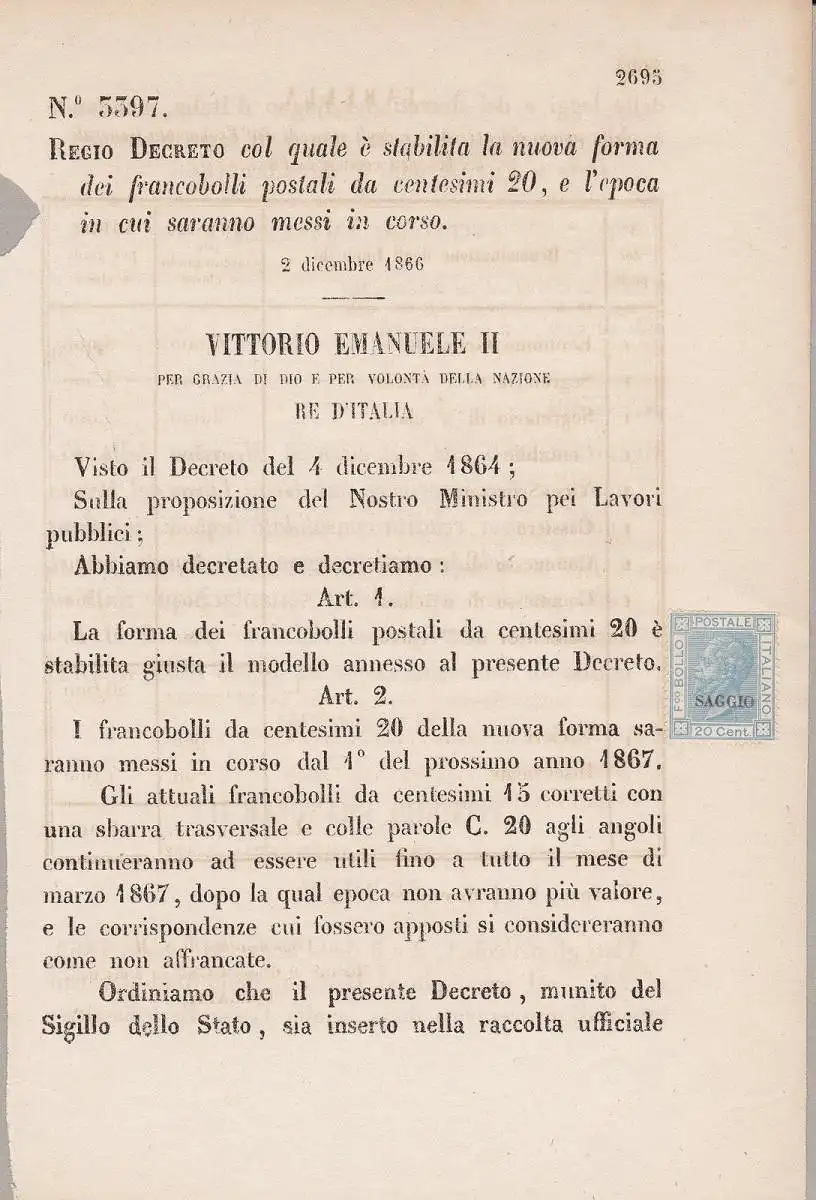 2695
N.º 3397.
REGIO DECRETO col quale è stabilita la nuova forma
dei francobolli postali da centesimi 20, e l'epoca
in cui saranno messi in corso.
2 dicembre 1866
VITTORIO EMANUELE II
PER GRAZIA DI DIO E PER VOLONTÀ DELLA NAZIONE
RE D'ITALIA
Visto il Decreto del 4 dicembre 1864;
Sulla proposizione del Nostro Ministro pei Lavori
pubblici;
Abbiamo decretato e decretiamo:
Art. 1.
La forma dei francobolli postali da centesimi 20 è
stabilita giusta il modello annesso al presente Decreto.
Art. 2.
I francobolli da centesimi 20 della nuova forma sa-
ranno messi in corso dal 1º del prossimo anno 1867.
Gli attuali francobolli da centesimi 15 corretti con
una sbarra trasversale e colle parole C. 20 agli angoli
continueranno ad essere utili fino a tutto il mese di
marzo 1867, dopo la qual epoca non avranno più valore,
e le corrispondenze cui fossero apposti si considereranno
come non affrancate.
Ordiniamo che il presente Decreto, munito del
Sigillo dello Stato, sia inserto nella raccolta ufficiale
POSTALE
Fco BOLLO
ITALIANO
SAGGIO
20 Cent.